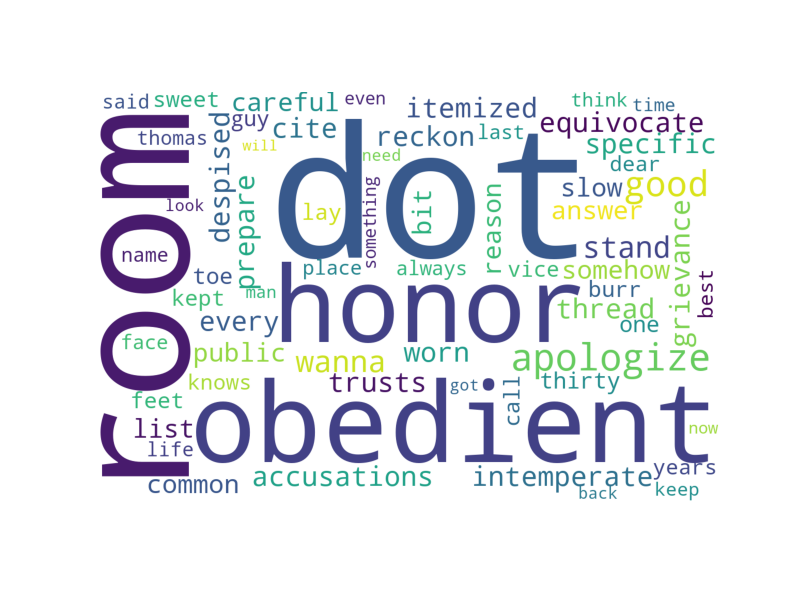 said
sweet
careful
even
itemized
think
time
thomas
guy
cite
reckon
last
equivocate
will
dot
need
specific
dear
room
despised
look
prepare
lay
something
bit
reason
slow
good
answer
stand
name
toe
place
always
vice
somehow
grievance
kept
man
honor
burr
best
every
thread
one
face
public
wanna
worn
apologize
knows
trusts
got
call
thirty
feet
obedient
list
now
life
common
accusations
intemperate
years
back
keep